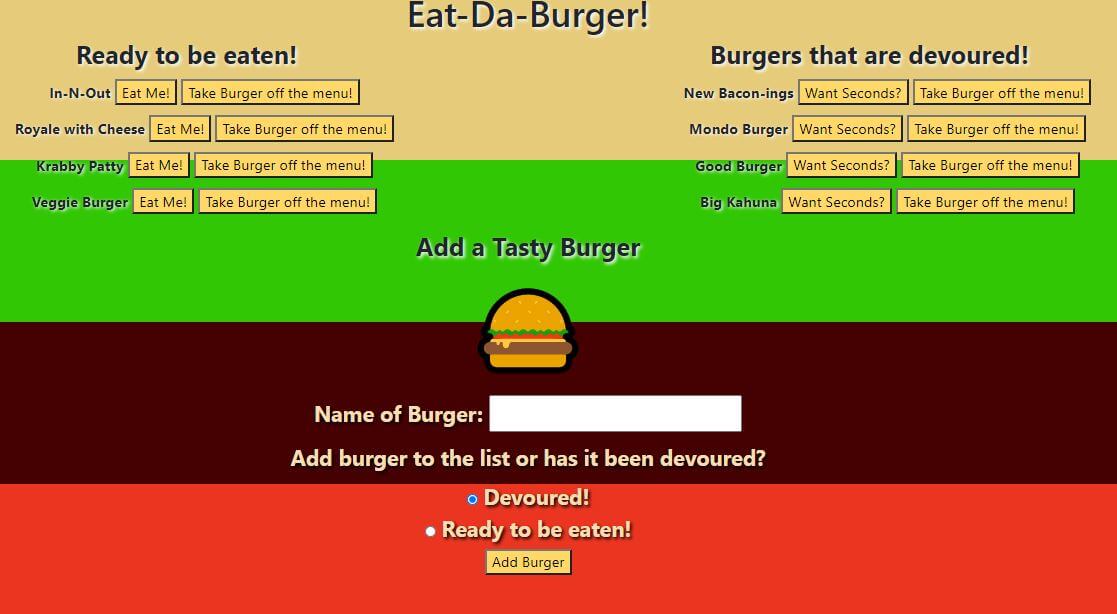 Eat-Da-Burger!
Ready to be eaten!
In-N-Out Eat Me! Take Burger off the menu!
Royale with Cheese Eat Me! Take Burger off the menu!
Krabby Patty Eat Me! Take Burger off the menu!
Veggie Burger Eat Me! Take Burger off the menu!
Burgers that are devoured!
New Bacon-ings Want Seconds? Take Burger off the menu!
Mondo Burger Want Seconds? Take Burger off the menu!
Good Burger Want Seconds? Take Burger off the menu!
Big Kahuna Want Seconds? Take Burger off the menu!
Add a Tasty Burger
Name of Burger:
Add burger to the list or has it been devoured?
Devoured!
Ready to be eaten!
Add Burger